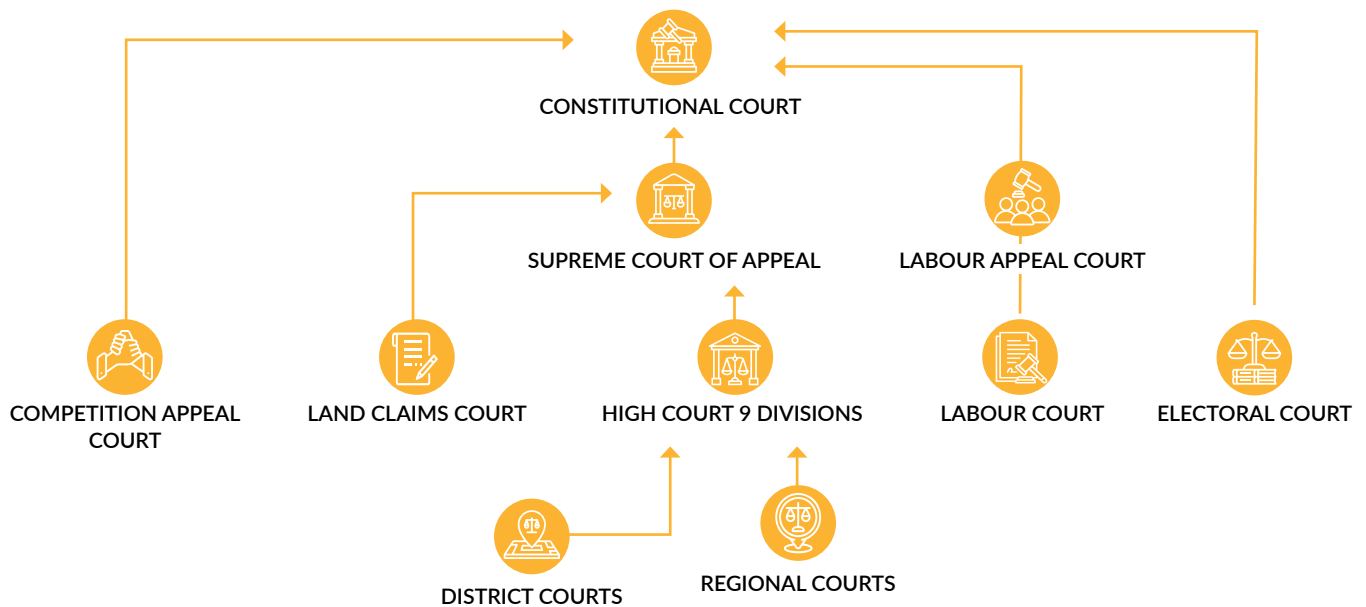 CONSTITUTIONAL COURT
SUPREME COURT OF APPEAL
LABOUR APPEAL COURT
COMPETITION APPEAL
COURT
LAND CLAIMS COURT
HIGH COURT 9 DIVISIONS
LABOUR COURT
ELECTORAL COURT
DISTRICT COURTS
REGIONAL COURTS